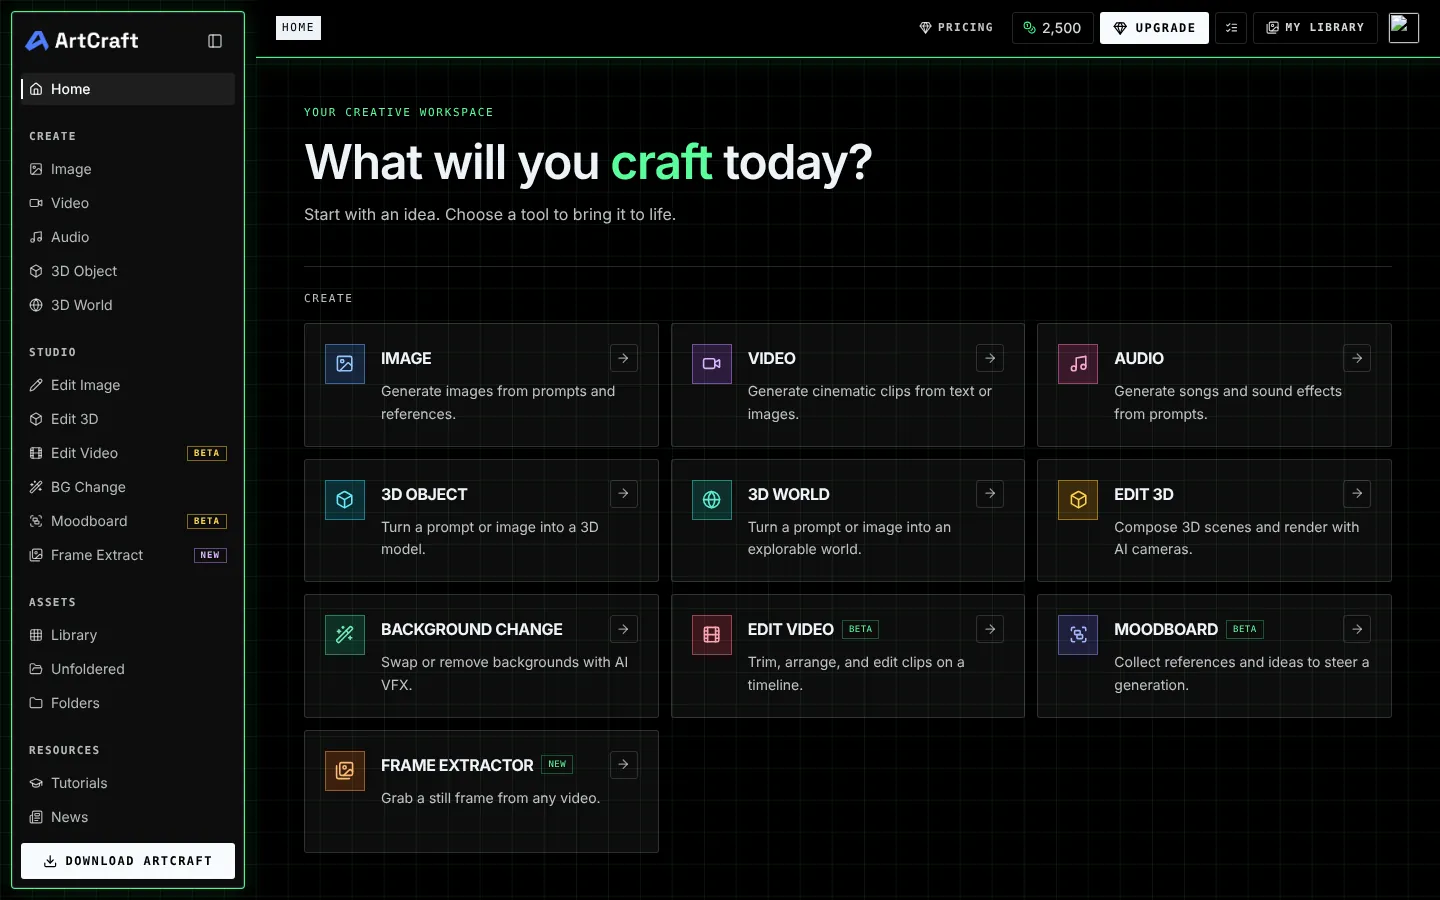 ArtCraft
Home
CREATE
Image
Video
Audio
3D Object
3D World
STUDIO
Edit Image
Edit 3D
Edit Video BETA
BG Change
Moodboard BETA
Frame Extract NEW
ASSETS
Library
Unfoldered
Folders
RESOURCES
Tutorials
News
DOWNLOAD ARTCRAFT
HOME
PRICING
2,500
UPGRADE
MY LIBRARY
YOUR CREATIVE WORKSPACE
What will you craft today?
Start with an idea. Choose a tool to bring it to life.
CREATE
IMAGE
Generate images from prompts and
references.
VIDEO
Generate cinematic clips from text or
images.
AUDIO
Generate songs and sound effects
from prompts.
3D OBJECT
Turn a prompt or image into a 3D
model.
3D WORLD
Turn a prompt or image into an
explorable world.
EDIT 3D
Compose 3D scenes and render with
AI cameras.
BACKGROUND CHANGE
Swap or remove backgrounds with AI
VFX.
EDIT VIDEO BETA
Trim, arrange, and edit clips on a
timeline.
MOODBOARD BETA
Collect references and ideas to steer a
generation.
FRAME EXTRACTOR NEW
Grab a still frame from any video.